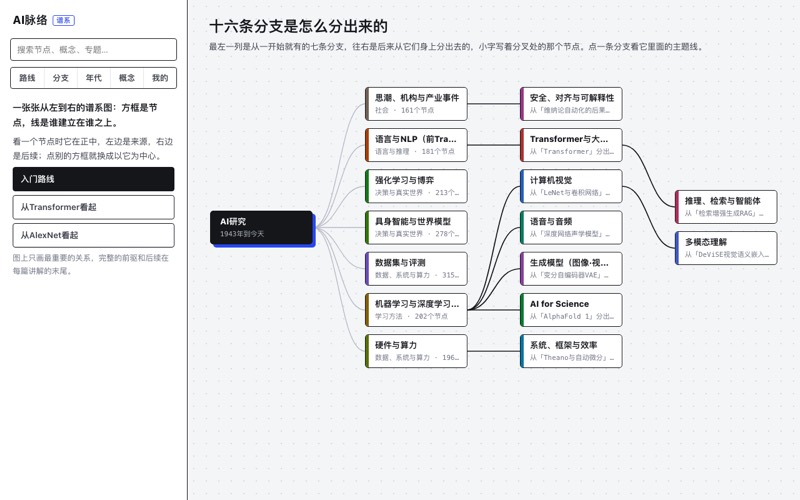 AI脉络 谱系
搜索节点、概念、专题…
路线 分支 年代 概念 我的
一张张从左到右的谱系图：方框是节
点，线是谁建立在谁之上。
看一个节点时它在正中，左边是来源，右边
是后续；点别的方框就换成以它为中心。
入门路线
从Transformer看起
从AlexNet看起
图上只画最重要的关系，完整的前驱和后续在
每篇讲解的末尾。
十六条分支是怎么分出来的
最左一列是从一开始就有的七条分支，往右是后来从它们身上分出去的，小字写着分叉处的那个节点。点一条分支看它里面的主题线。
AI研究
1943年到今天
思潮、机构与产业事件
社会 · 161个节点
语言与NLP（前Tra…
语言与推理 · 181个节点
强化学习与博弈
决策与真实世界 · 213个…
具身智能与世界模型
决策与真实世界 · 278个…
数据集与评测
数据、系统与算力 · 315…
机器学习与深度学习…
学习方法 · 202个节点
硬件与算力
数据、系统与算力 · 196…
安全、对齐与可解释性
从「维纳论自动化的后果…
Transformer与大…
从「Transformer」分出…
计算机视觉
从「LeNet与卷积网络」…
语音与音频
从「深度网络声学模型」…
生成模型（图像·视…
从「变分自编码器VAE」…
AI for Science
从「AlphaFold 1」分出…
系统、框架与效率
从「Theano与自动微分」…
推理、检索与智能体
从「检索增强生成RAG」…
多模态理解
从「DeViSE视觉语义嵌入…